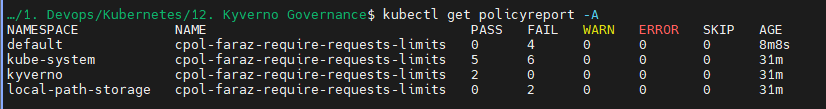 …/1. Devops/Kubernetes/12. Kyverno Governance$ kubectl get policyreport -A
NAMESPACE NAME PASS FAIL WARN ERROR SKIP AGE
default cpol-faraz-require-requests-limits 0 4 0 0 0 8m8s
kube-system cpol-faraz-require-requests-limits 5 6 0 0 0 31m
kyverno cpol-faraz-require-requests-limits 2 0 0 0 0 31m
local-path-storage cpol-faraz-require-requests-limits 0 2 0 0 0 31m